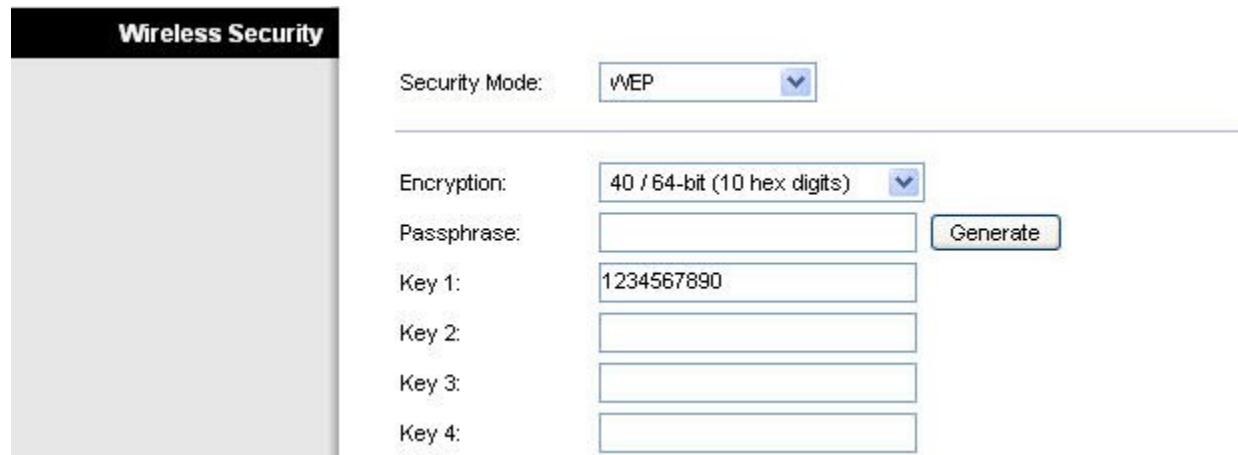 Wireless Security
Security Mode: WEP
Encryption: 40 / 64-bit (10 hex digits)
Passphrase: Generate
Key 1: 1234567890
Key 2:
Key 3:
Key 4: